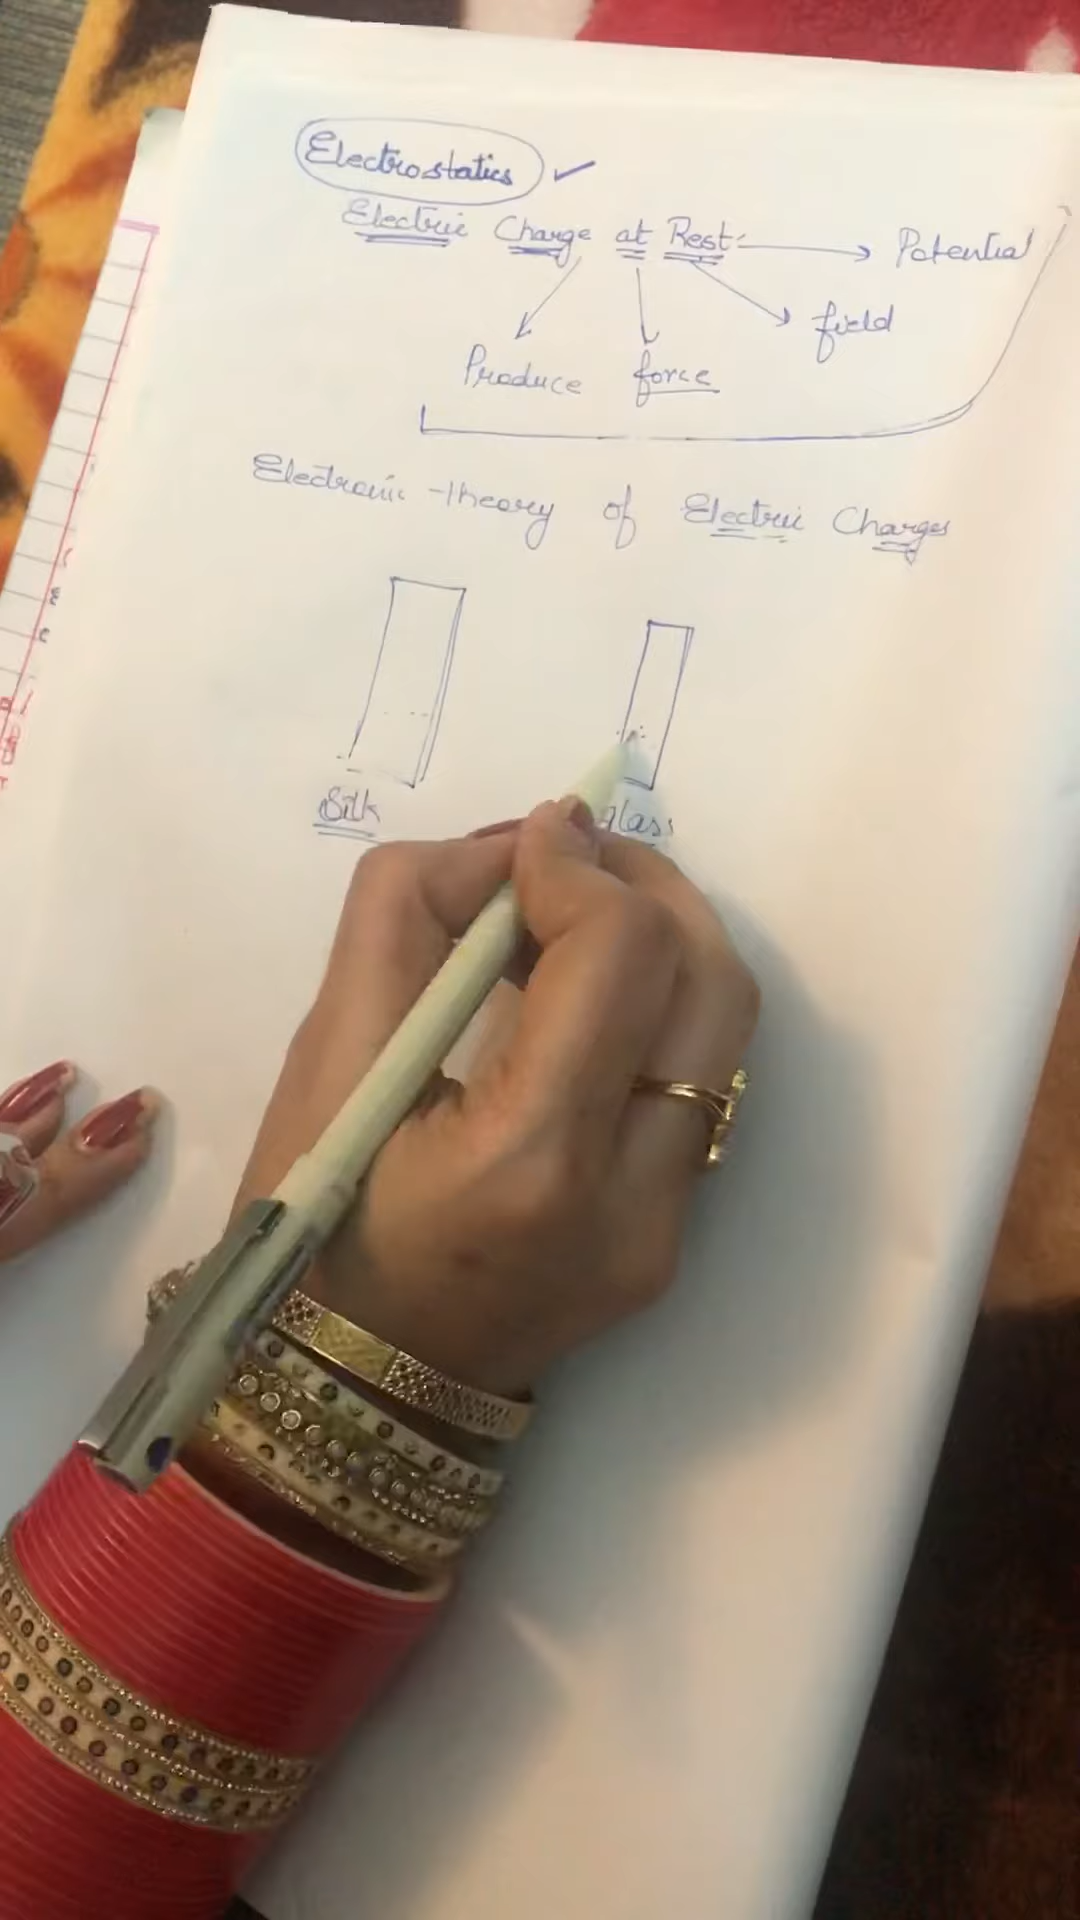 Electrostatics
Electric Charge at Rest
Potential
field
Produce force
Electronic theory of Electric Charges
Silk
glass